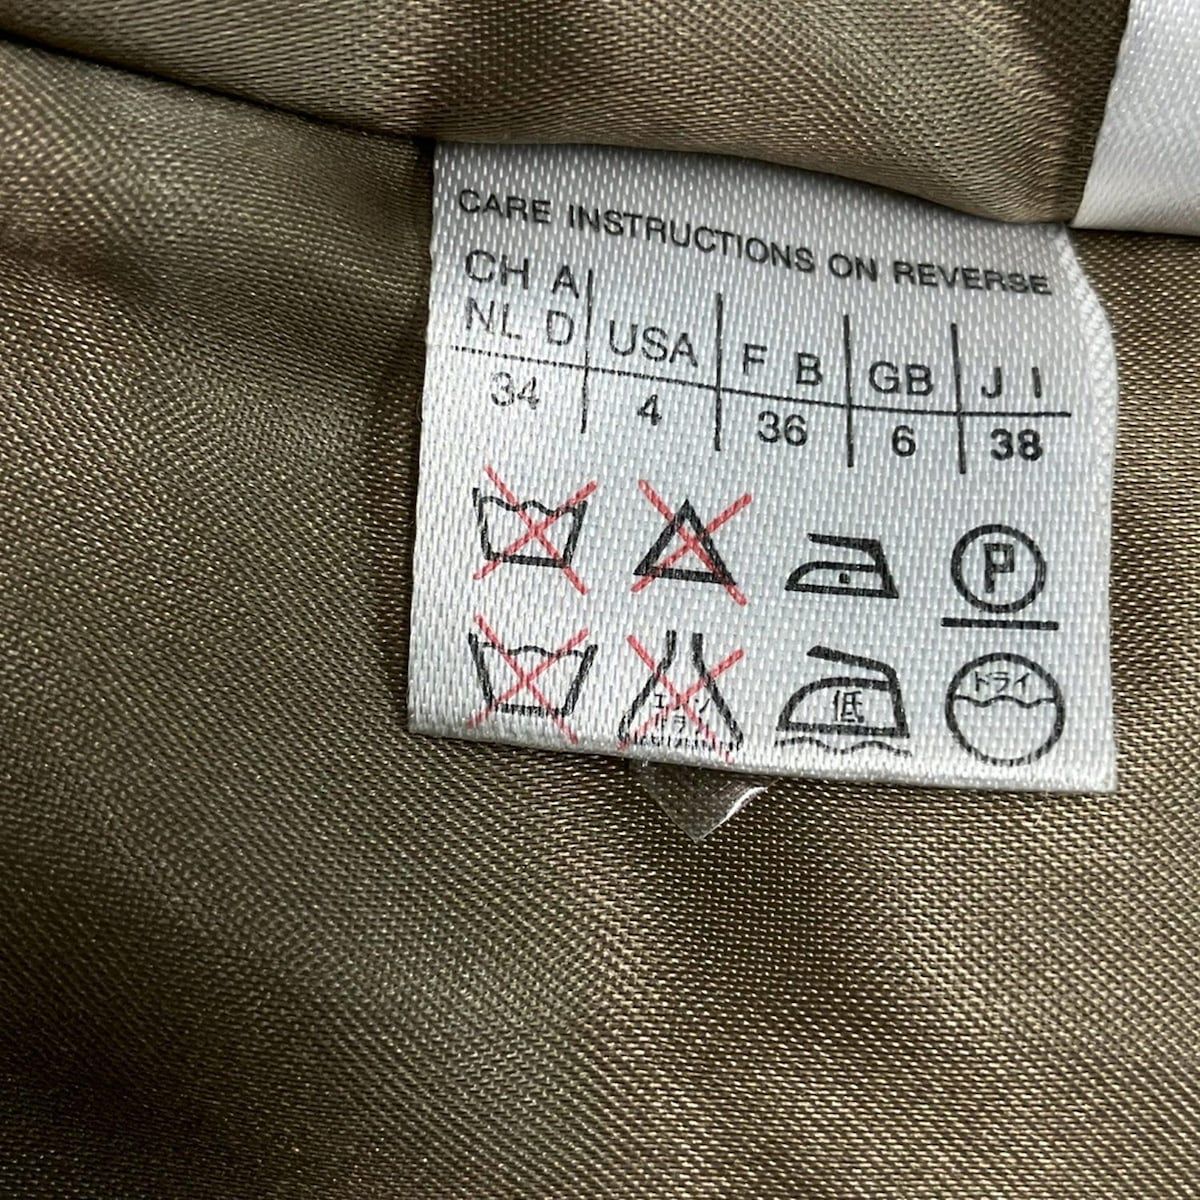 CARE INSTRUCTIONS ON REVERSE
CH A
NL D USA F B GB J I
34 4 36 6 38
P
低 ドライ